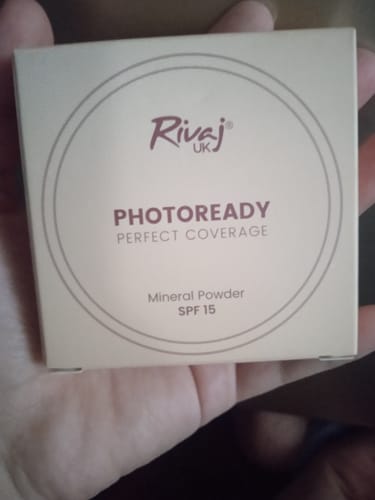 Rivaj®
UK
PHOTOREADY
PERFECT COVERAGE
Mineral Powder
SPF 15